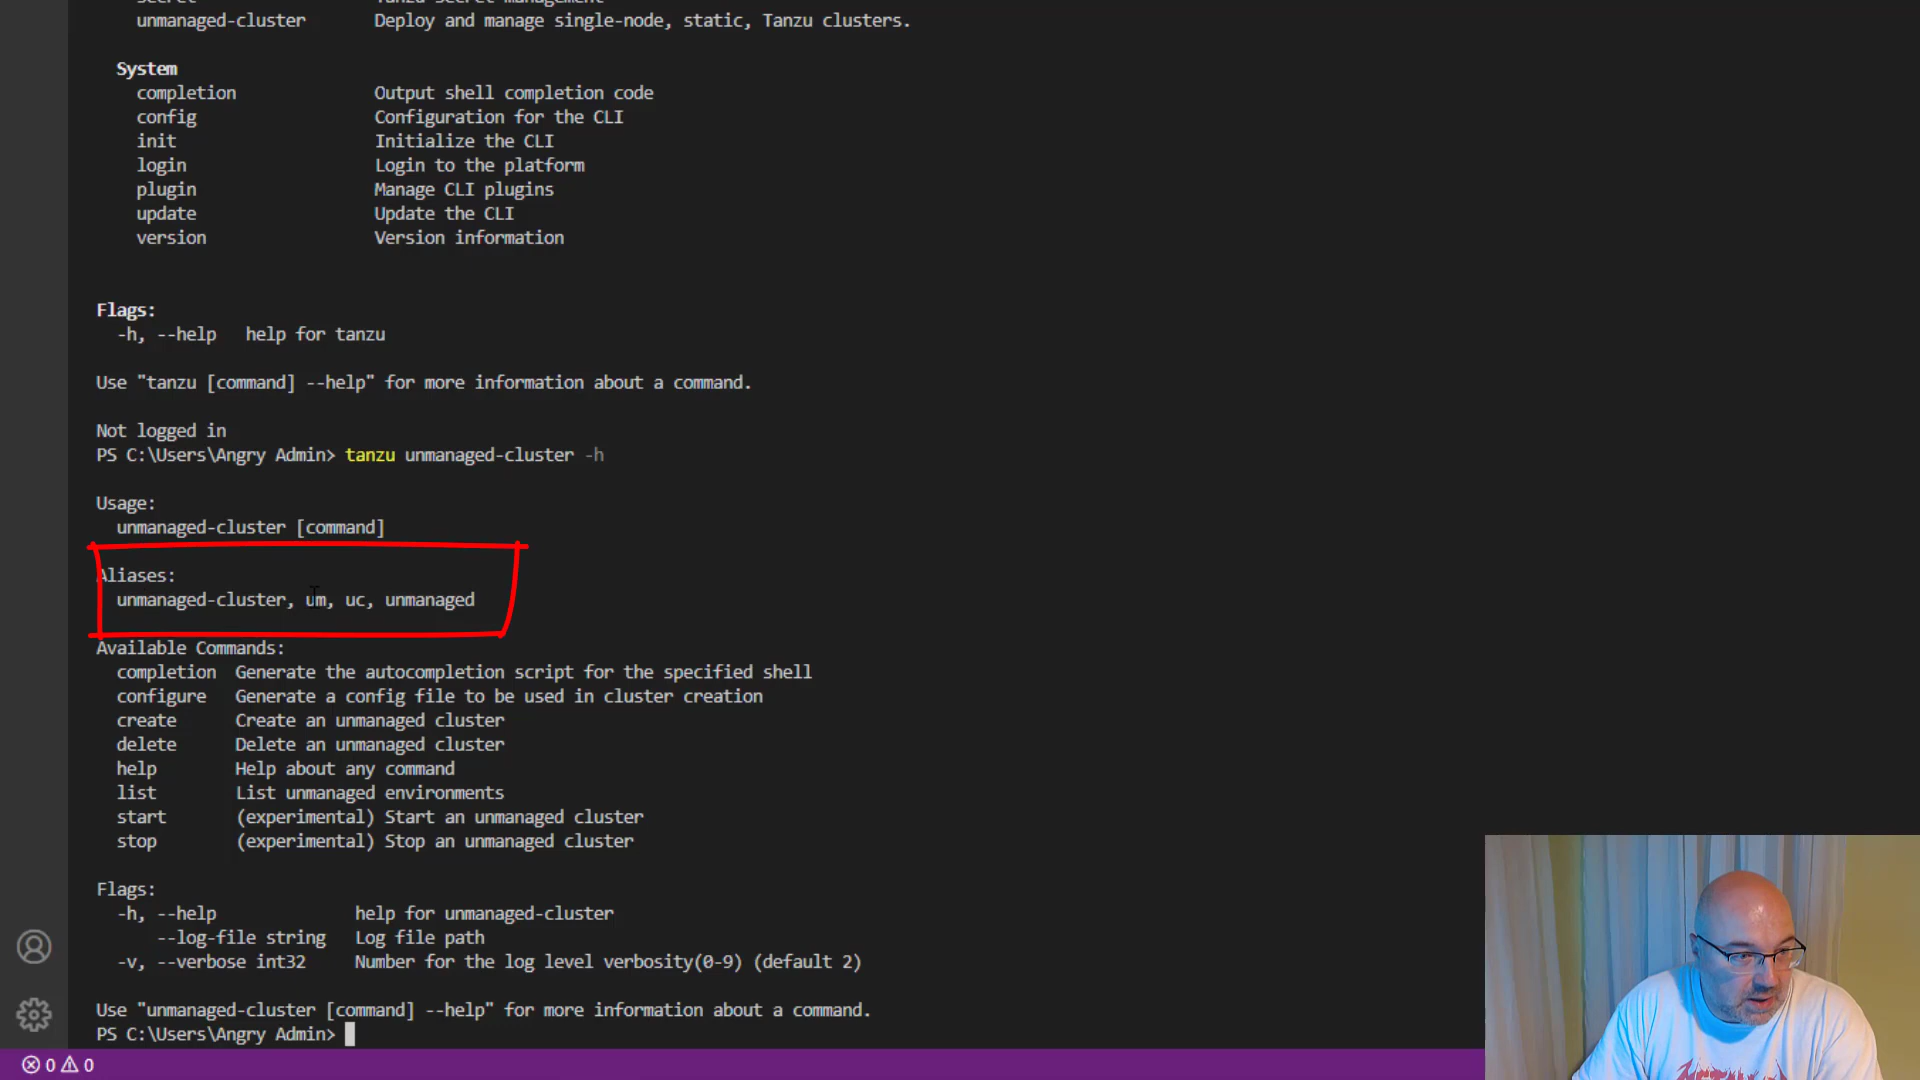 secret Tanzu secret management
unmanaged-cluster Deploy and manage single-node, static, Tanzu clusters.
System
completion Output shell completion code
config Configuration for the CLI
init Initialize the CLI
login Login to the platform
plugin Manage CLI plugins
update Update the CLI
version Version information
Flags:
-h, --help help for tanzu
Use "tanzu [command] --help" for more information about a command.
Not logged in
PS C:\Users\Angry Admin> tanzu unmanaged-cluster -h
Usage:
unmanaged-cluster [command]
Aliases:
unmanaged-cluster, um, uc, unmanaged
Available Commands:
completion Generate the autocompletion script for the specified shell
configure Generate a config file to be used in cluster creation
create Create an unmanaged cluster
delete Delete an unmanaged cluster
help Help about any command
list List unmanaged environments
start (experimental) Start an unmanaged cluster
stop (experimental) Stop an unmanaged cluster
Flags:
-h, --help help for unmanaged-cluster
--log-file string Log file path
-v, --verbose int32 Number for the log level verbosity(0-9) (default 2)
Use "unmanaged-cluster [command] --help" for more information about a command.
PS C:\Users\Angry Admin>
0 0